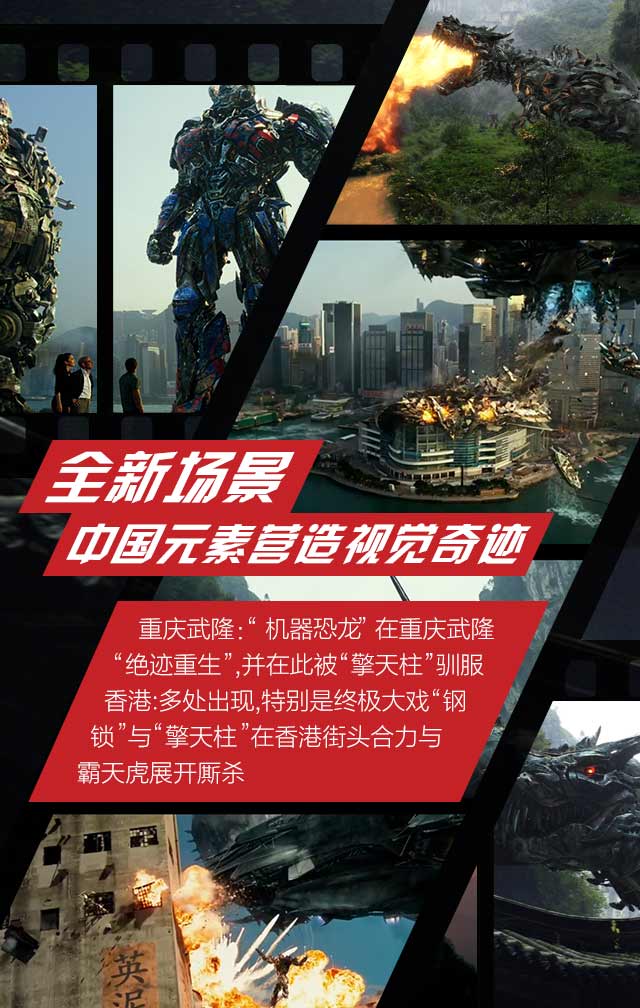 全新场景
中国元素营造视觉奇迹
重庆武隆：“机器恐龙”在重庆武隆
“绝迹重生”,并在此被“擎天柱”驯服
香港:多处出现,特别是终极大戏“钢
锁”与“擎天柱”在香港街头合力与
霸天虎展开厮杀
英泥